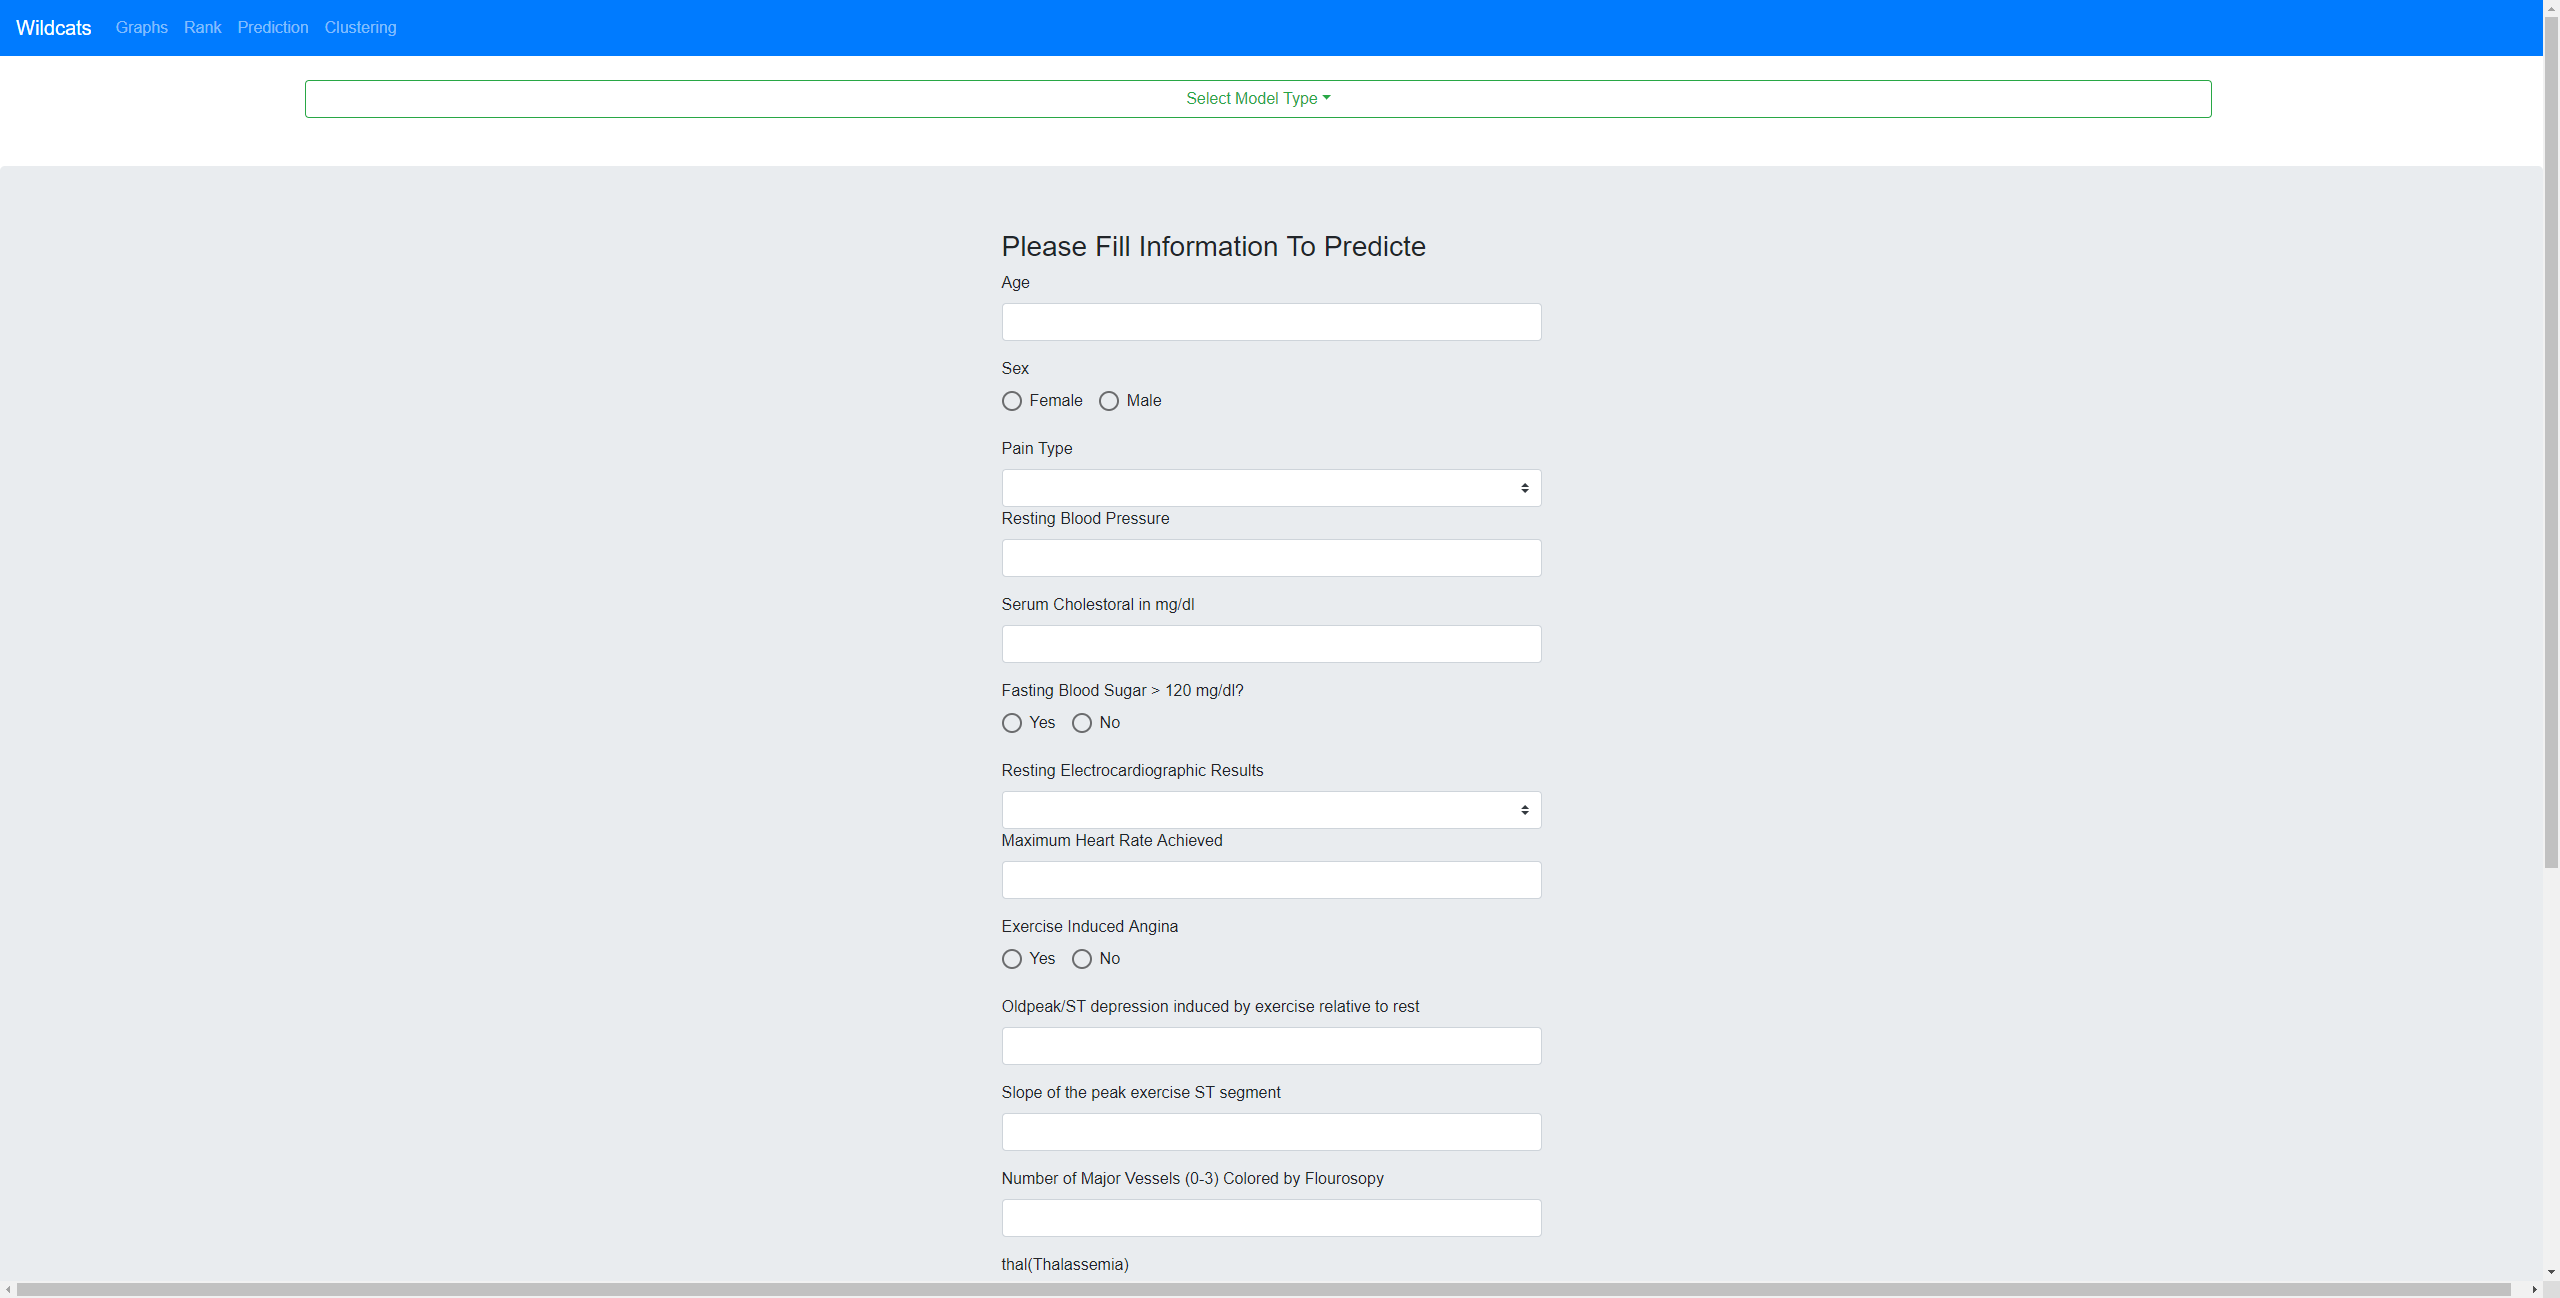 Wildcats Graphs Rank Prediction Clustering
Select Model Type
Please Fill Information To Predicte
Age
Sex
Female Male
Pain Type
Resting Blood Pressure
Serum Cholestoral in mg/dl
Fasting Blood Sugar > 120 mg/dl?
Yes No
Resting Electrocardiographic Results
Maximum Heart Rate Achieved
Exercise Induced Angina
Yes No
Oldpeak/ST depression induced by exercise relative to rest
Slope of the peak exercise ST segment
Number of Major Vessels (0-3) Colored by Flourosopy
thal(Thalassemia)